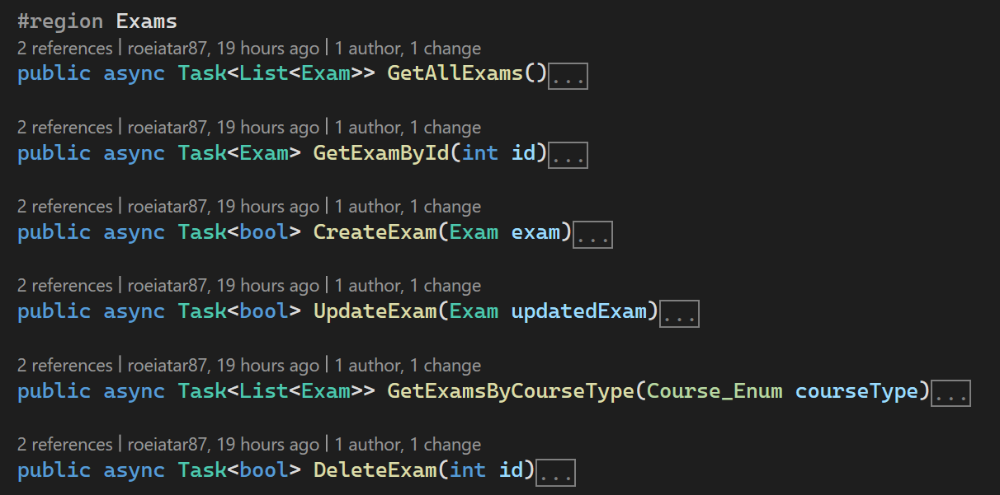 #region Exams
2 references | roeiatar87, 19 hours ago | 1 author, 1 change
public async Task<List<Exam>> GetAllExams()...
2 references | roeiatar87, 19 hours ago | 1 author, 1 change
public async Task<Exam> GetExamById(int id)...
2 references | roeiatar87, 19 hours ago | 1 author, 1 change
public async Task<bool> CreateExam(Exam exam)...
2 references | roeiatar87, 19 hours ago | 1 author, 1 change
public async Task<bool> UpdateExam(Exam updatedExam)...
2 references | roeiatar87, 19 hours ago | 1 author, 1 change
public async Task<List<Exam>> GetExamsByCourseType(Course_Enum courseType)...
2 references | roeiatar87, 19 hours ago | 1 author, 1 change
public async Task<bool> DeleteExam(int id)...